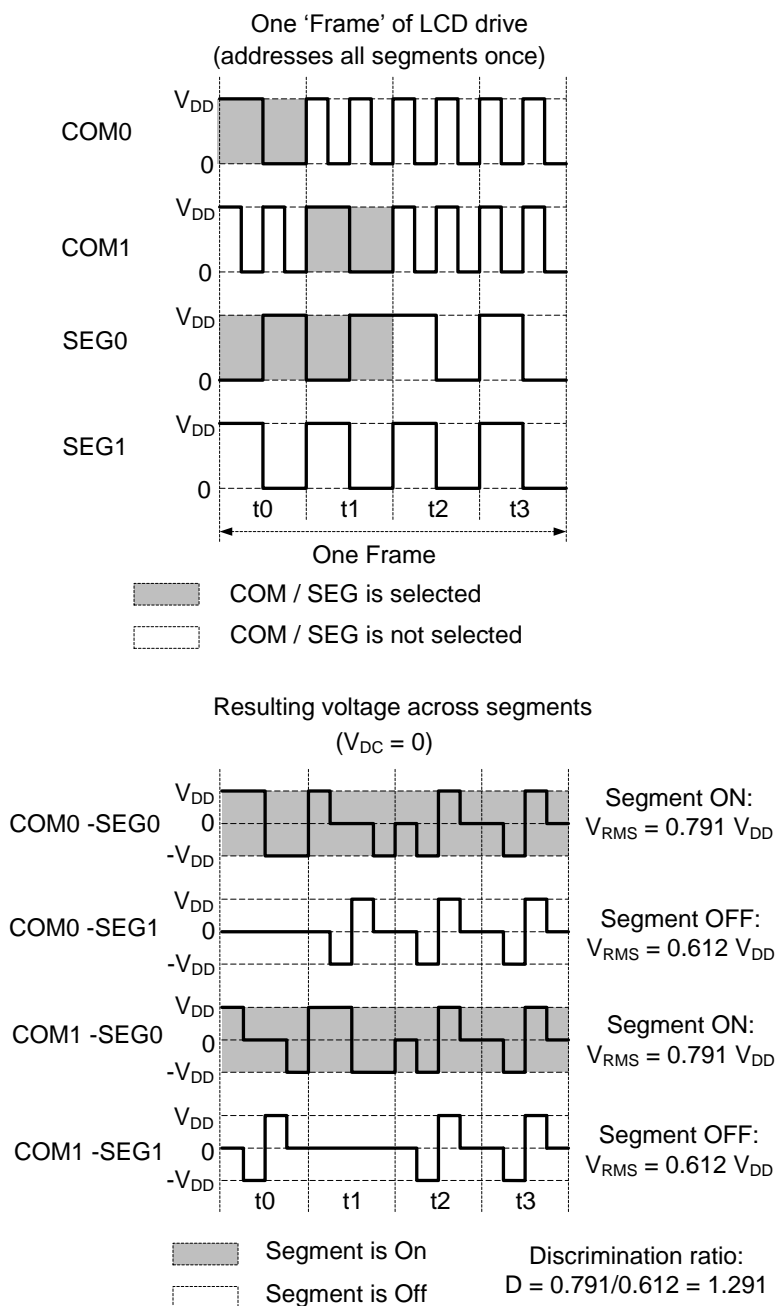 One ‘Frame’ of LCD drive
(addresses all segments once)
COM0
VDD
0
COM1
VDD
0
SEG0
VDD
0
SEG1
VDD
0
t0 t1 t2 t3
One Frame
COM / SEG is selected
COM / SEG is not selected
Resulting voltage across segments
(VDC = 0)
COM0 -SEG0
VDD
0
-VDD
Segment ON:
VRMS = 0.791 VDD
COM0 -SEG1
VDD
0
-VDD
Segment OFF:
VRMS = 0.612 VDD
COM1 -SEG0
VDD
0
-VDD
Segment ON:
VRMS = 0.791 VDD
COM1 -SEG1
VDD
0
-VDD
Segment OFF:
VRMS = 0.612 VDD
t0 t1 t2 t3
Segment is On
Segment is Off
Discrimination ratio:
D = 0.791/0.612 = 1.291